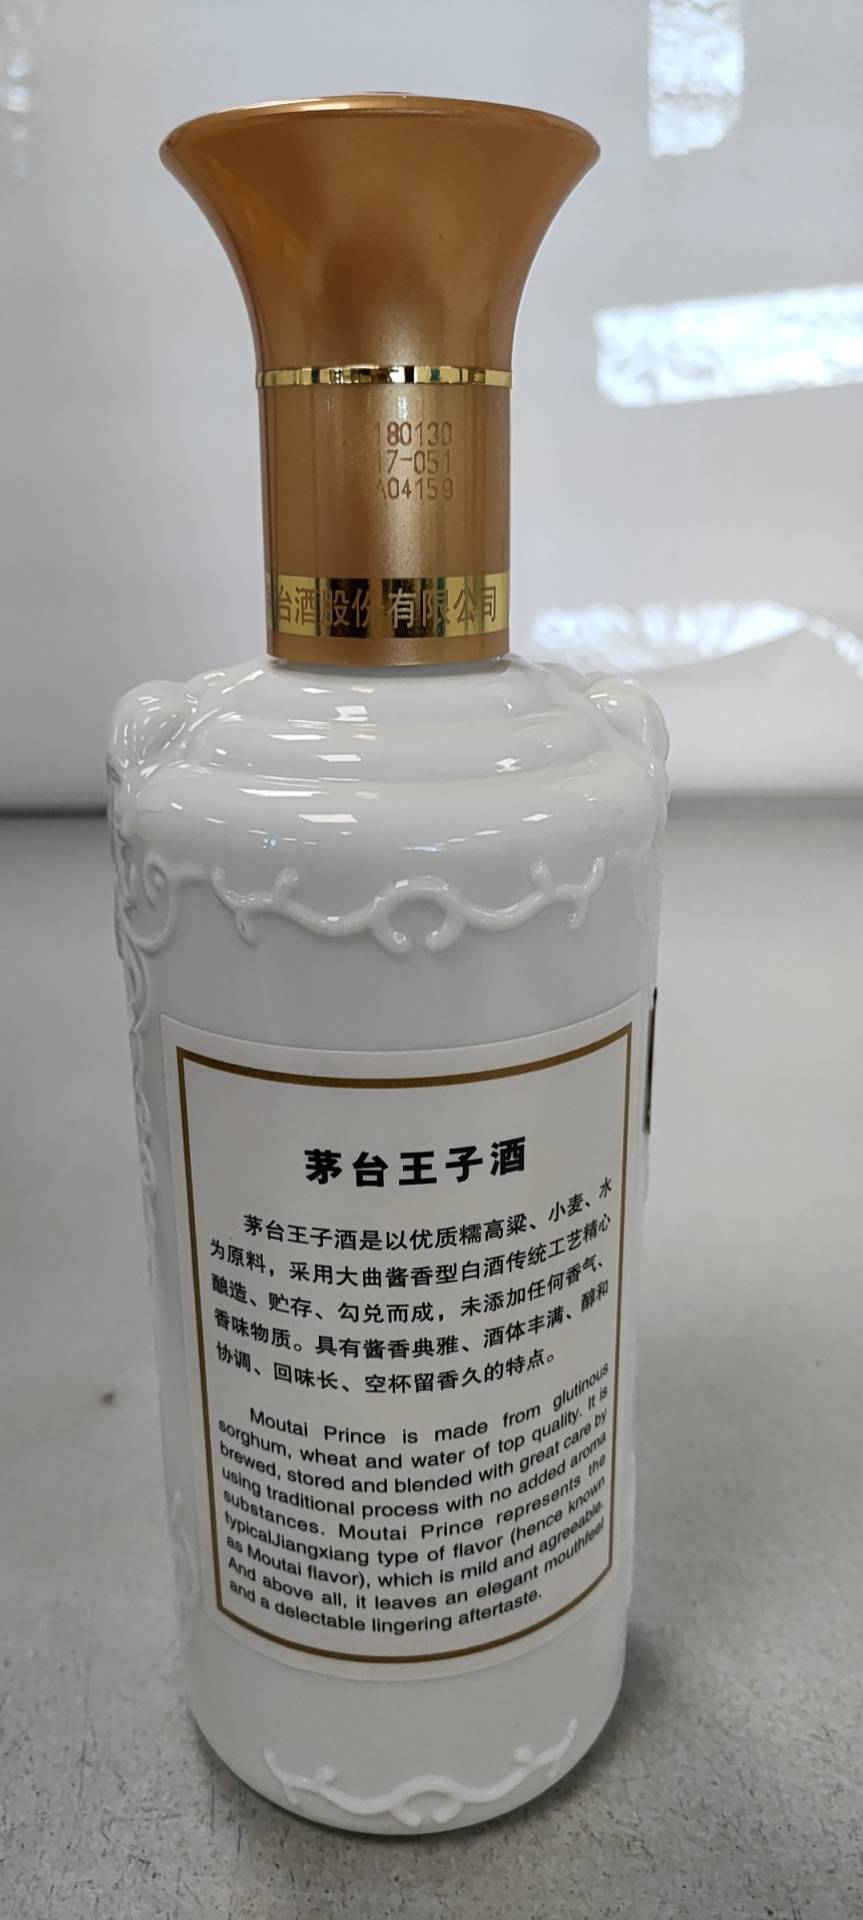 180130
17-051
A04159
台酒股份有限公司
茅台王子酒
茅台王子酒是以优质糯高粱、小麦、水
为原料，采用大曲酱香型白酒传统工艺精心
酿造、贮存、勾兑而成，未添加任何香气、
香味物质。具有酱香典雅、酒体丰满、醇和
协调、回味长、空杯留香久的特点。
Moutai Prince is made from glutinous
sorghum, wheat and water of top quality. It is
brewed, stored and blended with great care by
using traditional process with no added aroma
substances. Moutai Prince represents the
typicalJiangxiang type of flavor (hence known
as Moutai flavor), which is mild and agreeable.
And above all, it leaves an elegant mouthfeel
and a delectable lingering aftertaste.